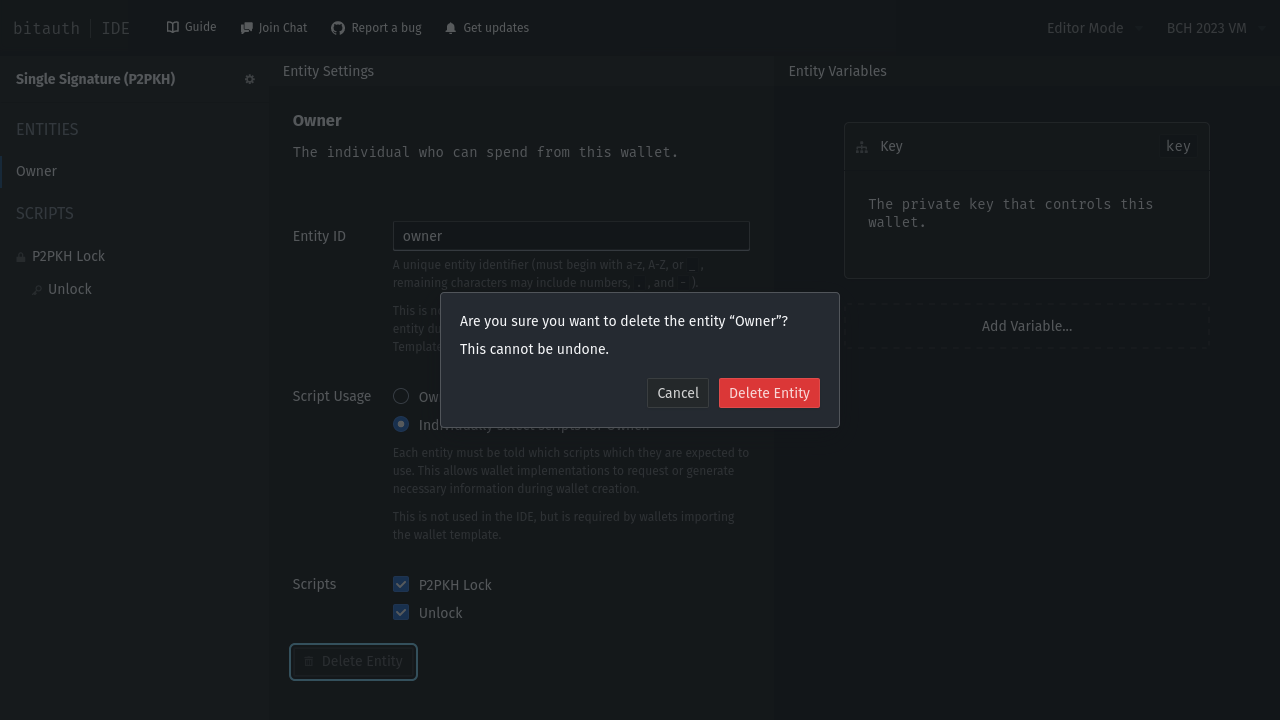 bitauth | IDE
Guide
Join Chat
Report a bug
Get updates
Editor Mode
BCH 2023 VM
Single Signature (P2PKH)
ENTITIES
Owner
SCRIPTS
P2PKH Lock
Unlock
Entity Settings
Owner
The individual who can spend from this wallet.
Entity ID
owner
A unique entity identifier (must begin with a-z, A-Z, or _ ,
remaining characters may include numbers, . , and - ).
This is
entity
Template
Script Usage
Individually select scripts for Owner.
Each entity must be told which scripts which they are expected to
use. This allows wallet implementations to request or generate
necessary information during wallet creation.
This is not used in the IDE, but is required by wallets importing
the wallet template.
Scripts
P2PKH Lock
Unlock
Delete Entity
Entity Variables
Key
key
The private key that controls this
wallet.
Add Variable...
Are you sure you want to delete the entity “Owner”?
This cannot be undone.
Cancel
Delete Entity